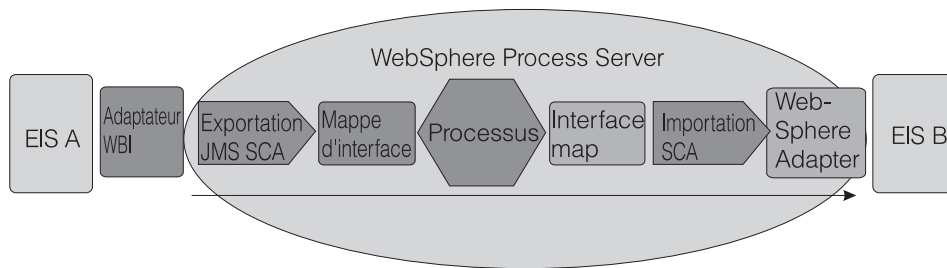 WebSphere Process Server
EIS A
Adaptateur
WBI
Exportation
JMS SCA
Mappe
d'interface
Processus
Interface
map
Importation
SCA
Web-
Sphere
Adapter
EIS B